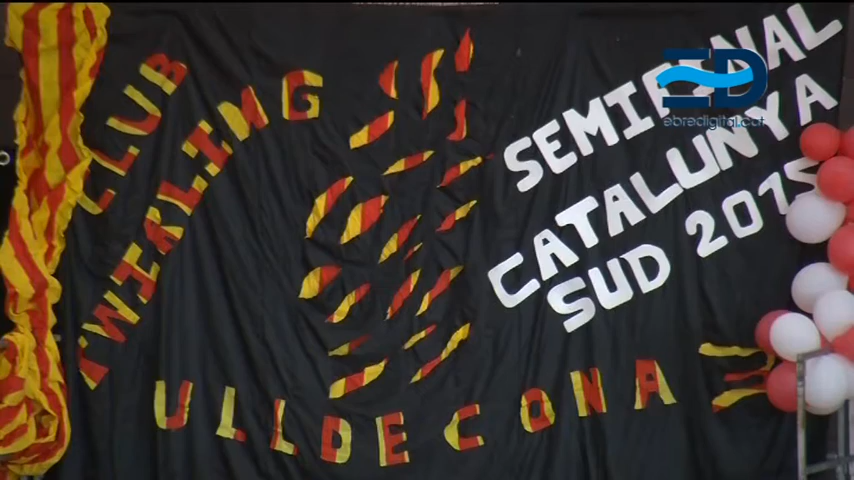 CLUB
TWIRLING
ULLDECONA
SEMIFINAL
CATALUNYA
SUD 2015
ED
ebredigital.cat